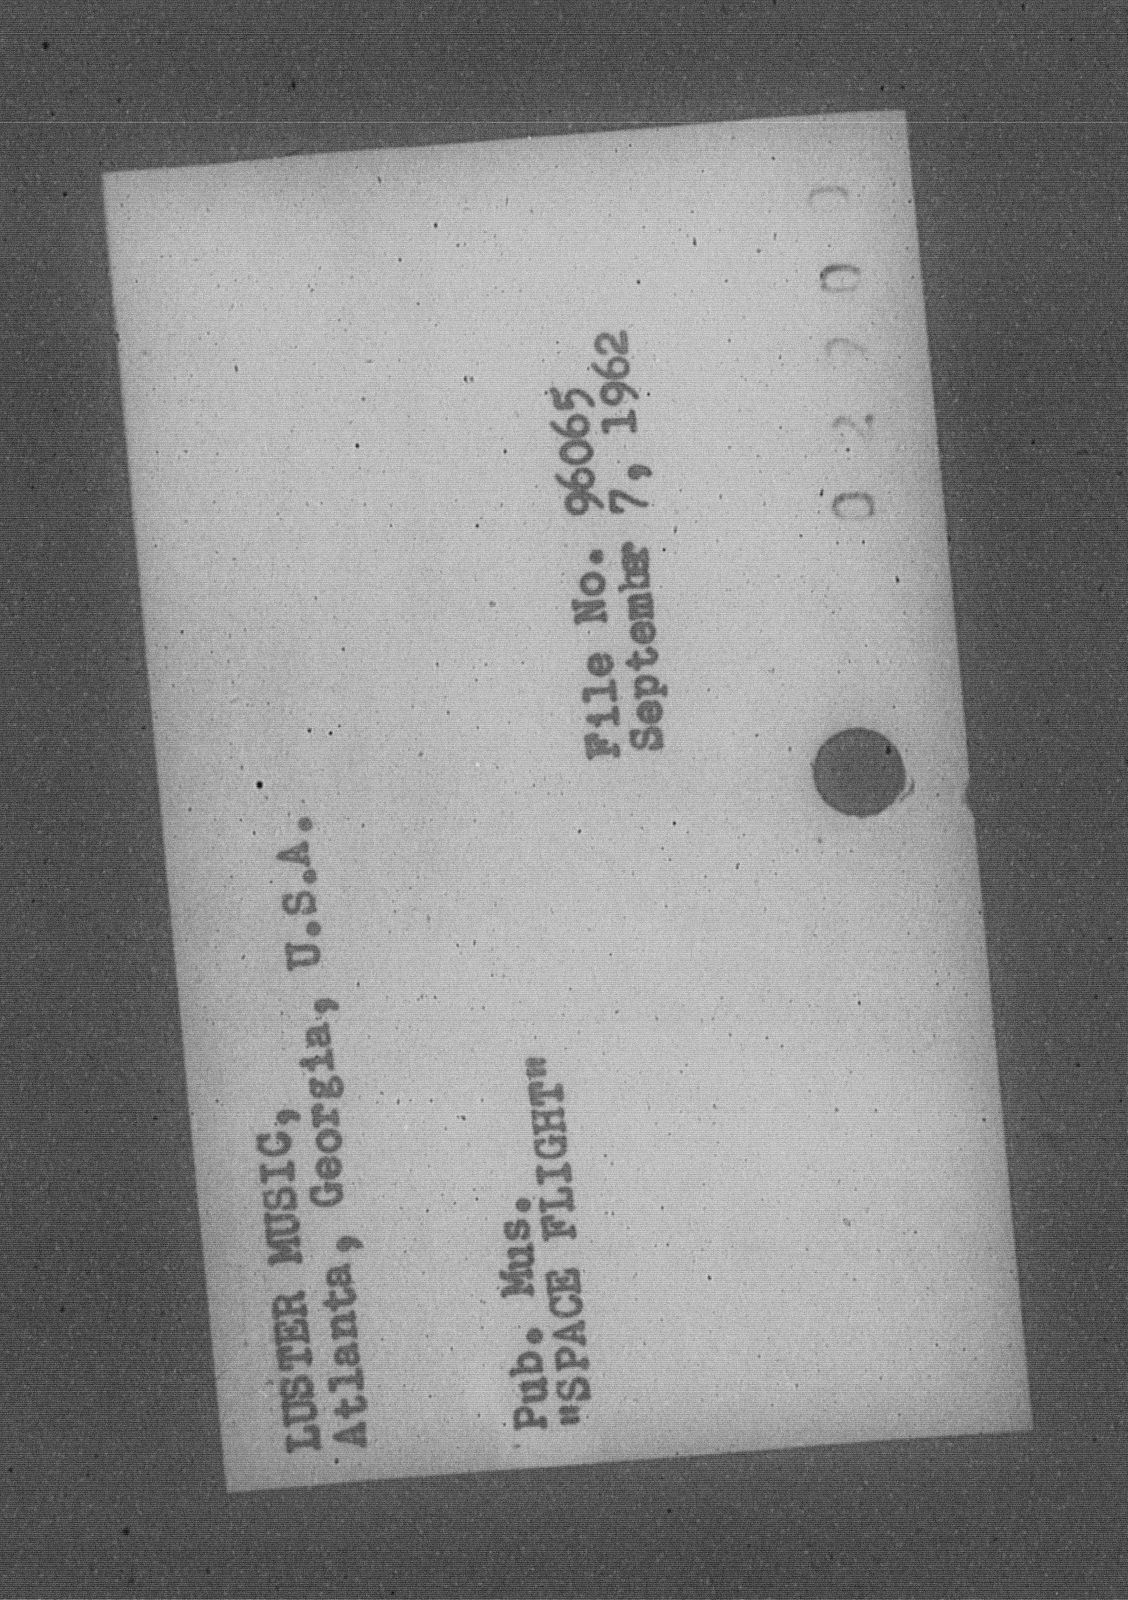 LUSTER MUSIC,
Atlanta, Georgia, U.S.A.
Pub. Mus.
"SPACE FLIGHT"
File No. 96065
September 7, 1962